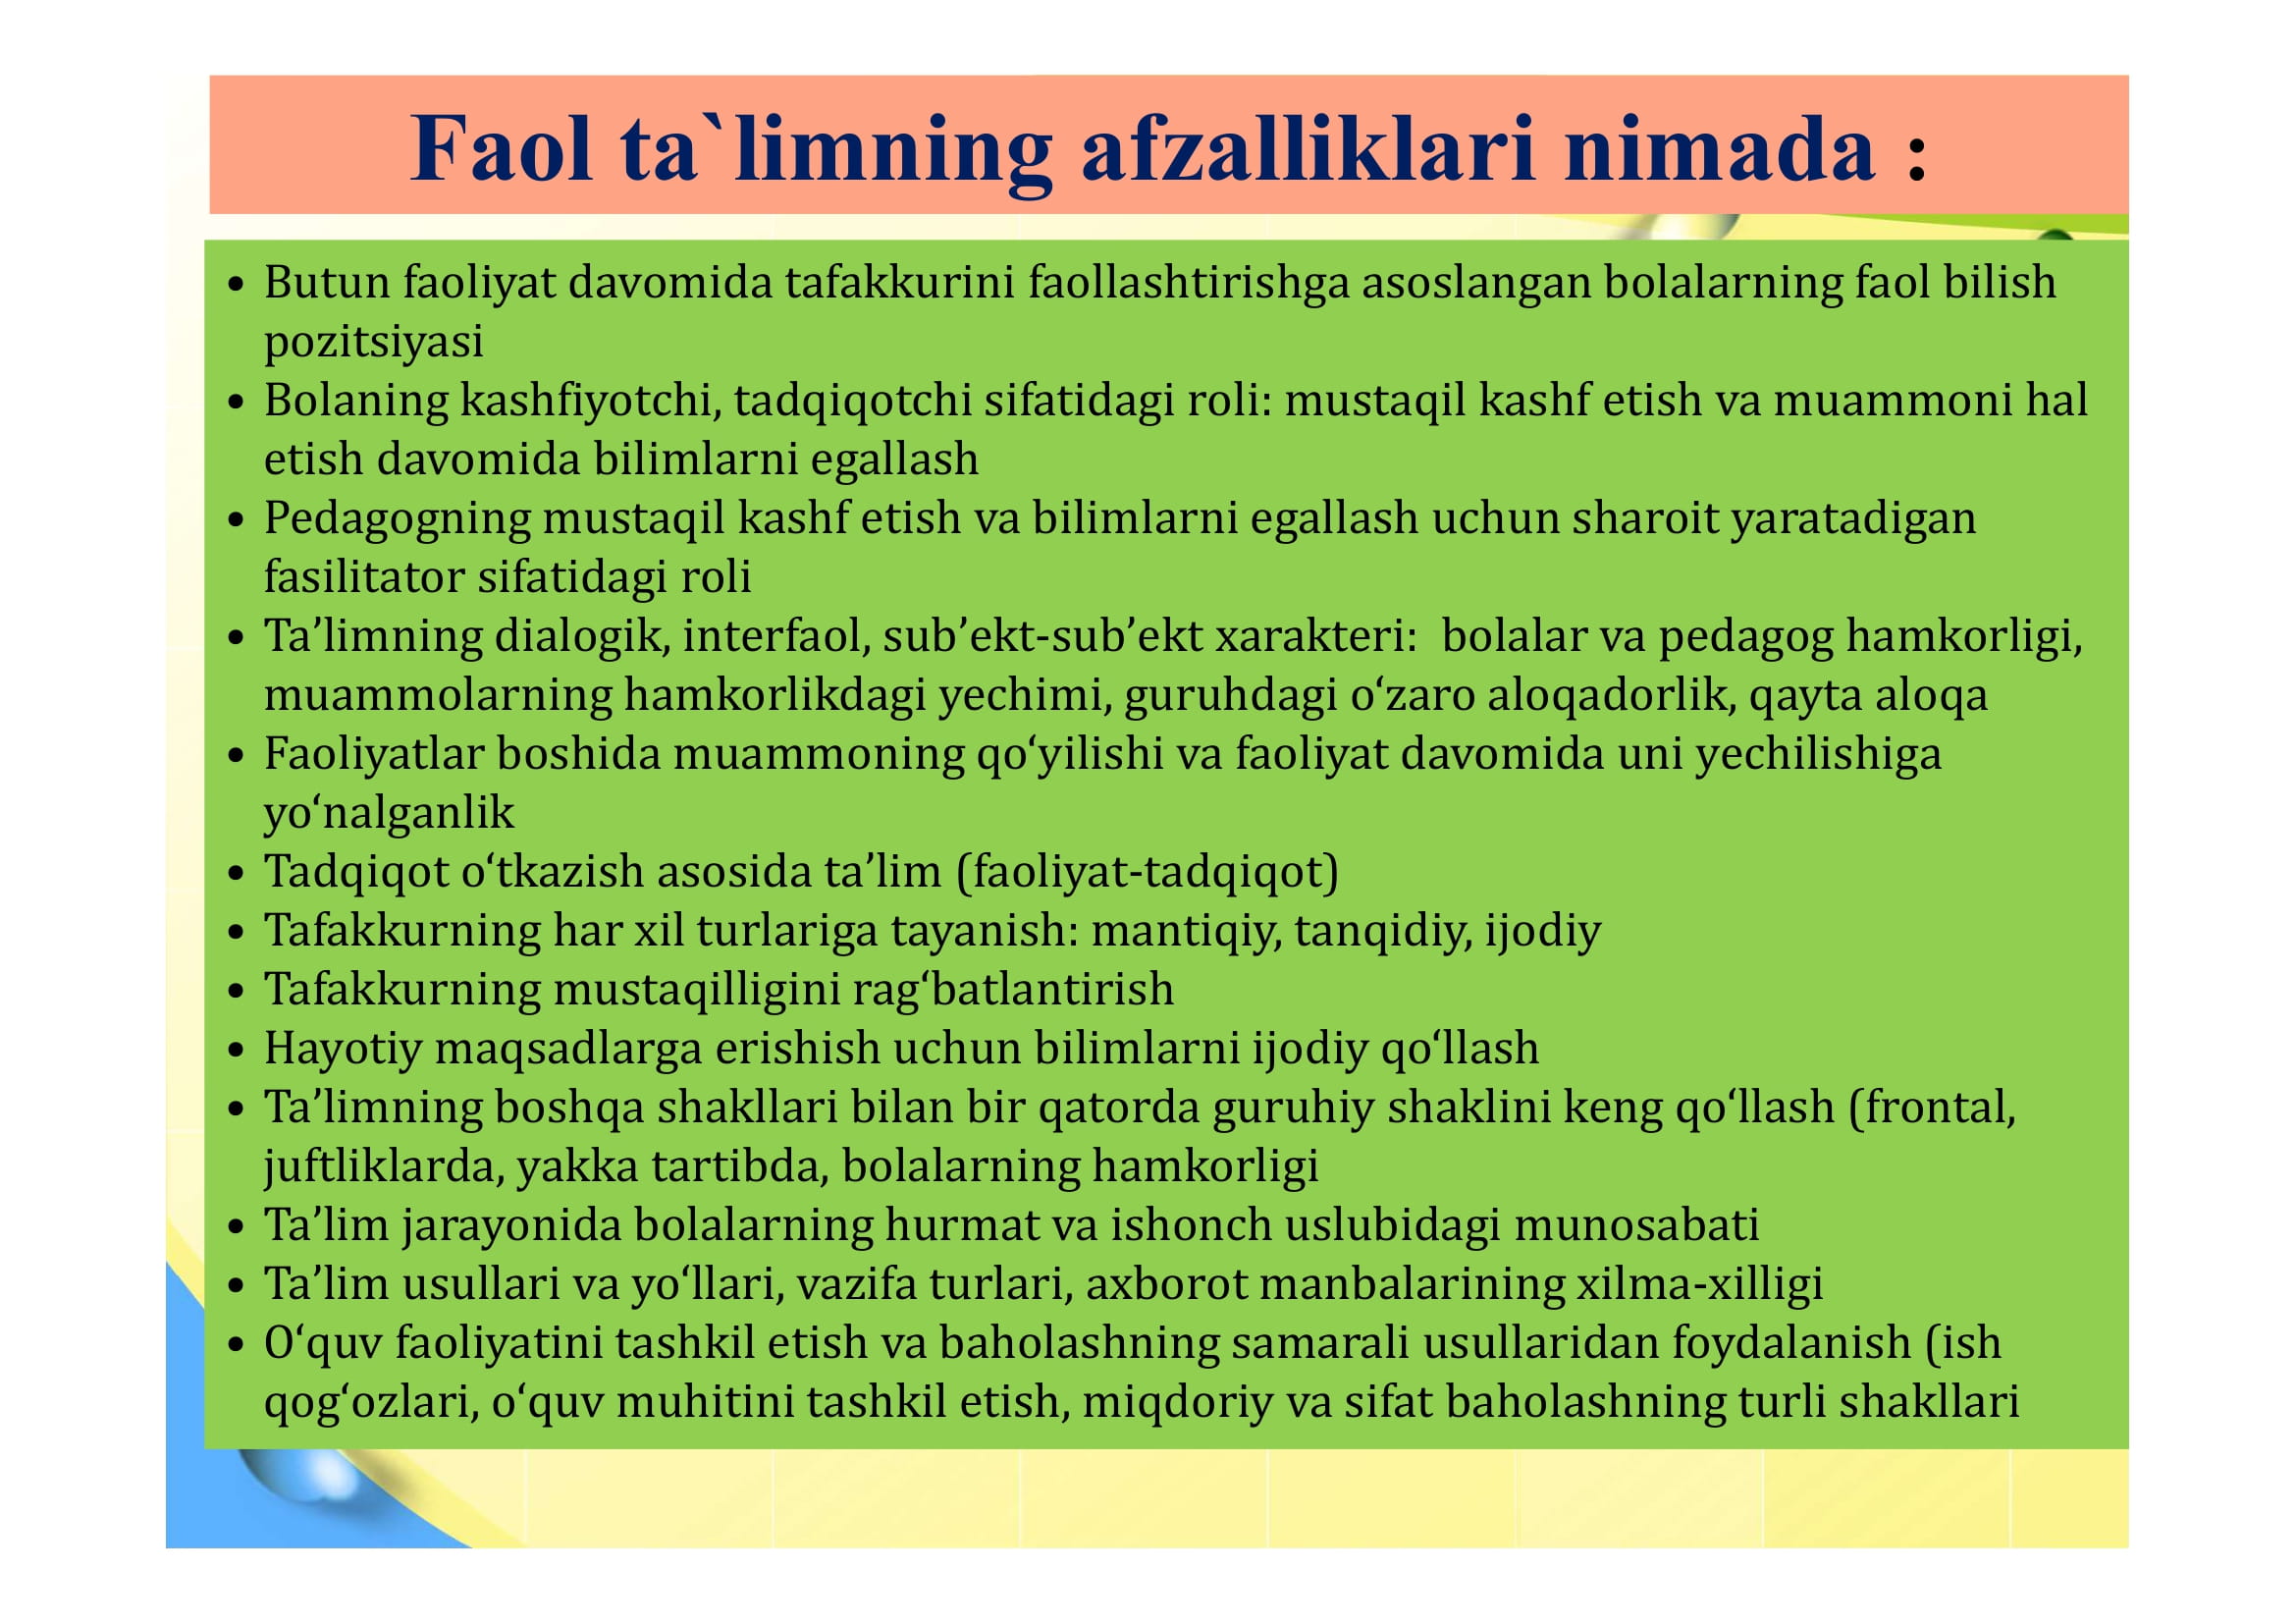 Faol ta`limning afzalliklari nimada :
• Butun faoliyat davomida tafakkurini faollashtirishga asoslangan bolalarning faol bilish
pozitsiyasi
• Bolaning kashfiyotchi, tadqiqotchi sifatidagi roli: mustaqil kashf etish va muammoni hal
etish davomida bilimlarni egallash
• Pedagogning mustaqil kashf etish va bilimlarni egallash uchun sharoit yaratadigan
fasilitator sifatidagi roli
• Ta’limning dialogik, interfaol, sub’ekt-sub’ekt xarakteri:  bolalar va pedagog hamkorligi,
muammolarning hamkorlikdagi yechimi, guruhdagi o‘zaro aloqadorlik, qayta aloqa
• Faoliyatlar boshida muammoning qo‘yilishi va faoliyat davomida uni yechilishiga
yo‘nalganlik
• Tadqiqot o‘tkazish asosida ta’lim (faoliyat-tadqiqot)
• Tafakkurning har xil turlariga tayanish: mantiqiy, tanqidiy, ijodiy
• Tafakkurning mustaqilligini rag‘batlantirish
• Hayotiy maqsadlarga erishish uchun bilimlarni ijodiy qo‘llash
• Ta’limning boshqa shakllari bilan bir qatorda guruhiy shaklini keng qo‘llash (frontal,
juftliklarda, yakka tartibda, bolalarning hamkorligi
• Ta’lim jarayonida bolalarning hurmat va ishonch uslubidagi munosabati
• Ta’lim usullari va yo‘llari, vazifa turlari, axborot manbalarining xilma-xilligi
• O‘quv faoliyatini tashkil etish va baholashning samarali usullaridan foydalanish (ish
qog‘ozlari, o‘quv muhitini tashkil etish, miqdoriy va sifat baholashning turli shakllari